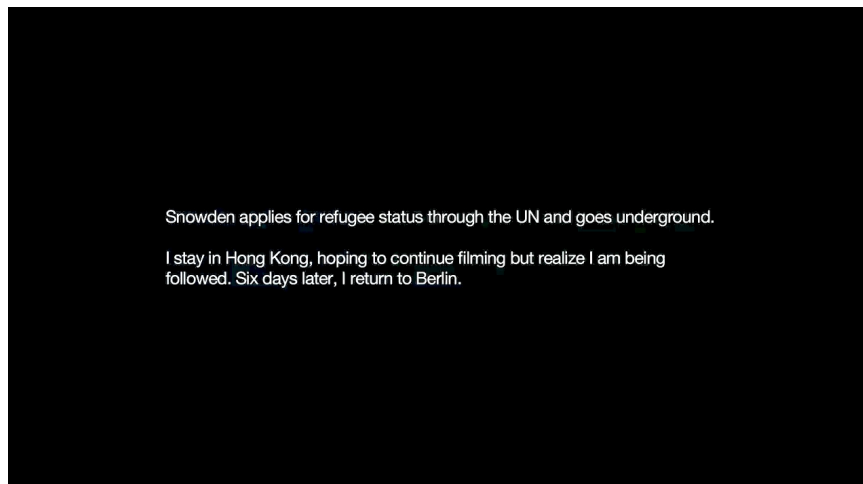 Snowden applies for refugee status through the UN and goes underground.
I stay in Hong Kong, hoping to continue filming but realize I am being
followed. Six days later, I return to Berlin.